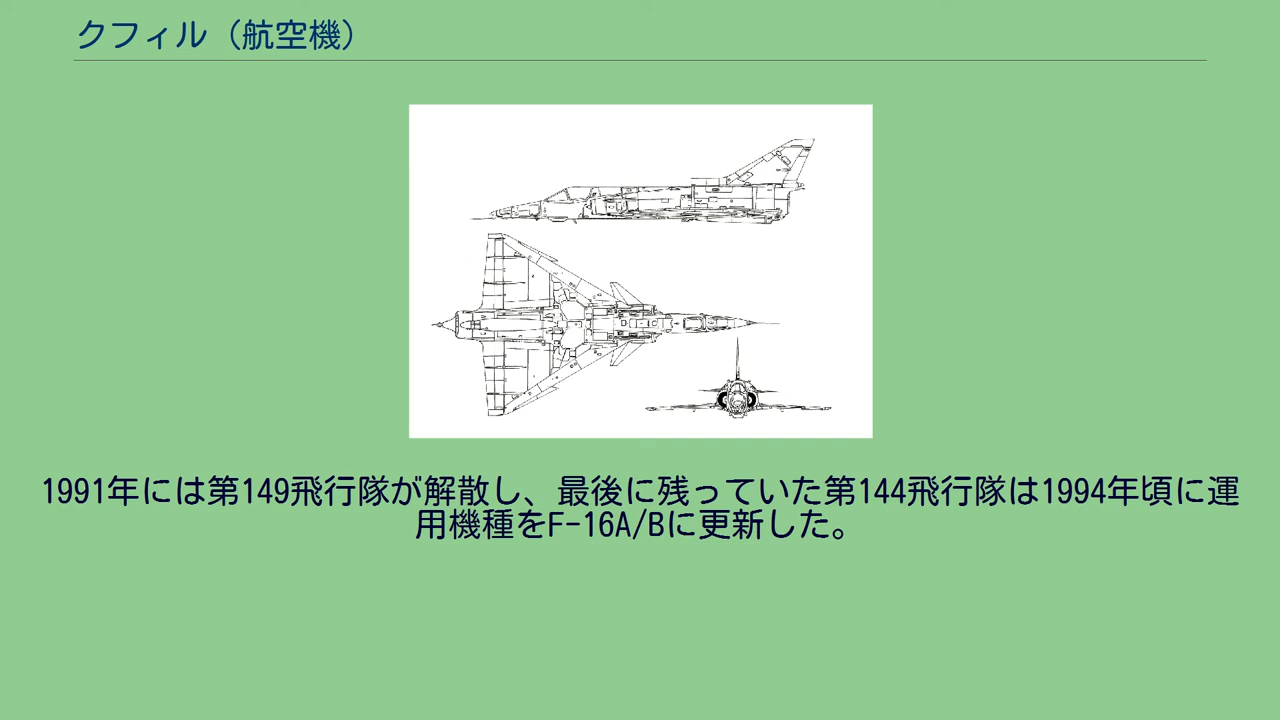 クフィル（航空機）
1991年には第149飛行隊が解散し、最後に残っていた第144飛行隊は1994年頃に運
用機種をF-16A/Bに更新した。